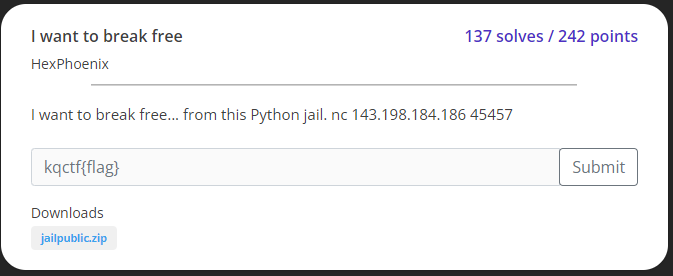 I want to break free
137 solves / 242 points
HexPhoenix
I want to break free... from this Python jail. nc 143.198.184.186 45457
kqctf{flag}
Submit
Downloads
jailpublic.zip